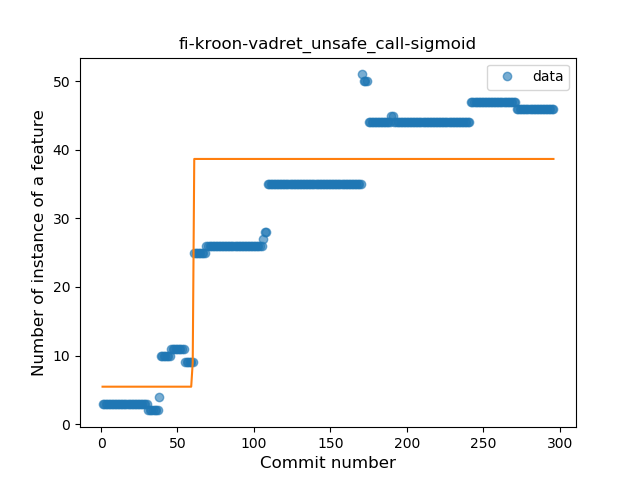 fi-kroon-vadret_unsafe_call-sigmoid
data
Number of instance of a feature
50
40
30
20
10
0
0 50 100 150 200 250 300
Commit number